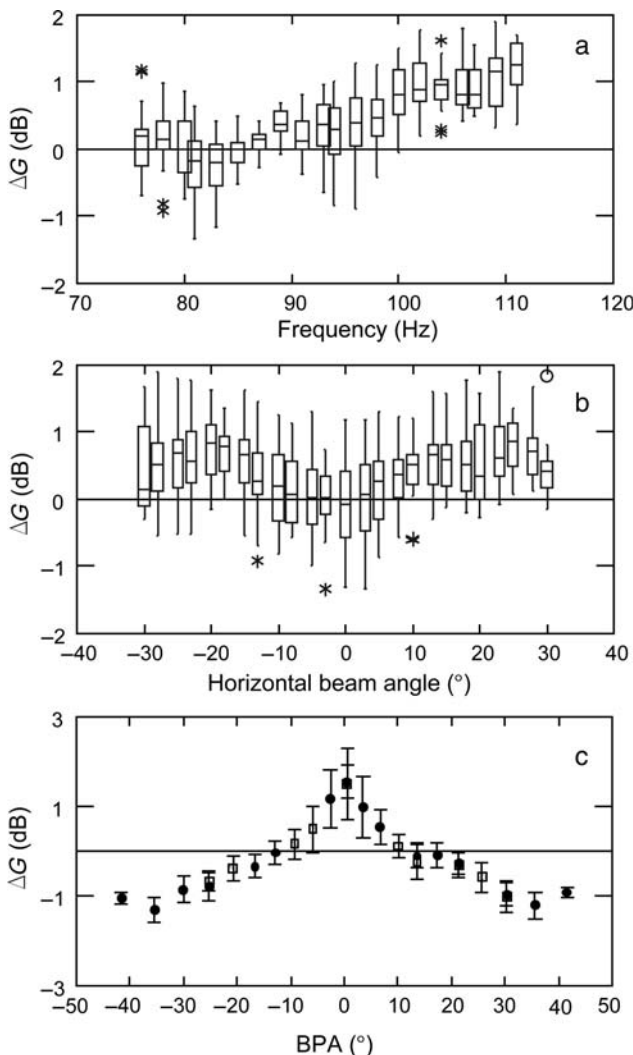 a
2
1
0
–1
–2
ΔG (dB)
70 80 90 100 110 120
Frequency (Hz)
b
2
1
0
–1
–2
ΔG (dB)
–40 –30 –20 –10 0 10 20 30 40
Horizontal beam angle (°)
c
3
1
–1
–3
ΔG (dB)
–50 –40 –30 –20 –10 0 10 20 30 40 50
BPA (°)